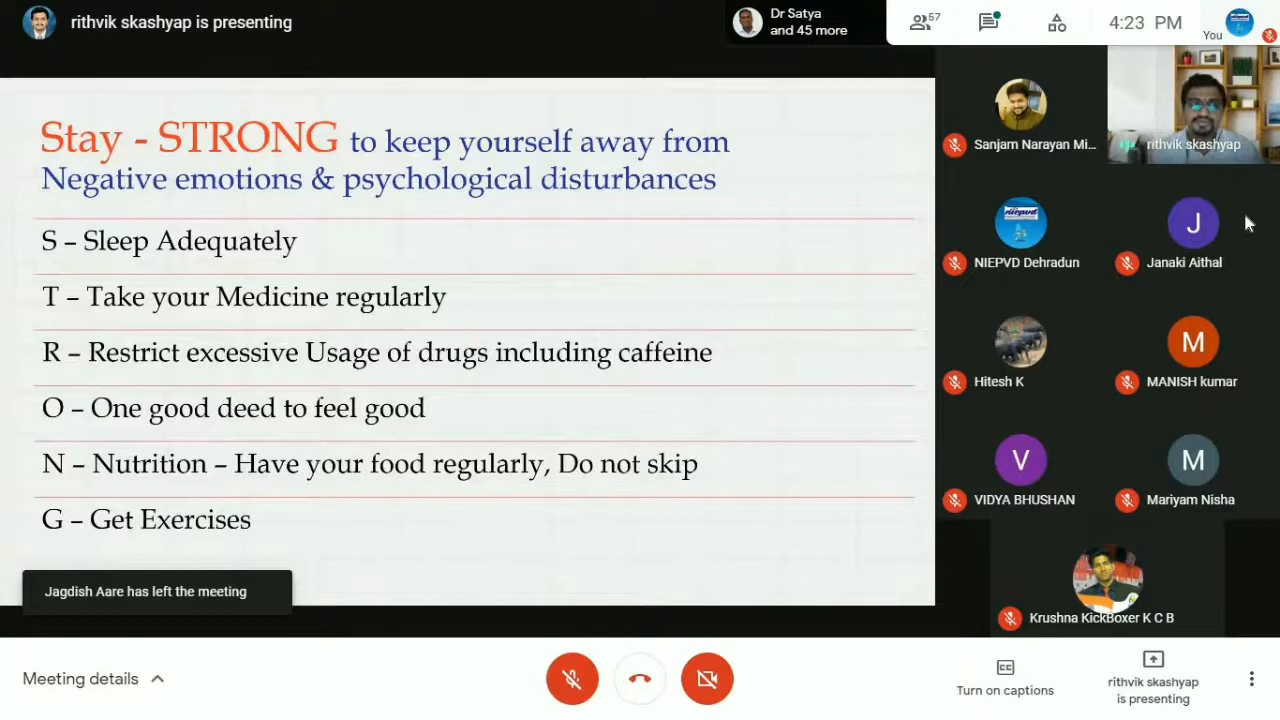 rithvik skashyap is presenting
Dr Satya
and 45 more
57
4:23 PM
You
Stay - STRONG to keep yourself away from
Negative emotions & psychological disturbances
S – Sleep Adequately
T – Take your Medicine regularly
R – Restrict excessive Usage of drugs including caffeine
O – One good deed to feel good
N – Nutrition – Have your food regularly, Do not skip
G – Get Exercises
Jagdish Aare has left the meeting
Sanjam Narayan Mi...
rithvik skashyap
niepvd
NIEPVD Dehradun
J
Janaki Aithal
Hitesh K
M
MANISH kumar
V
VIDYA BHUSHAN
M
Mariyam Nisha
Krushna KickBoxer K C B
Meeting details
CC
Turn on captions
rithvik skashyap
is presenting